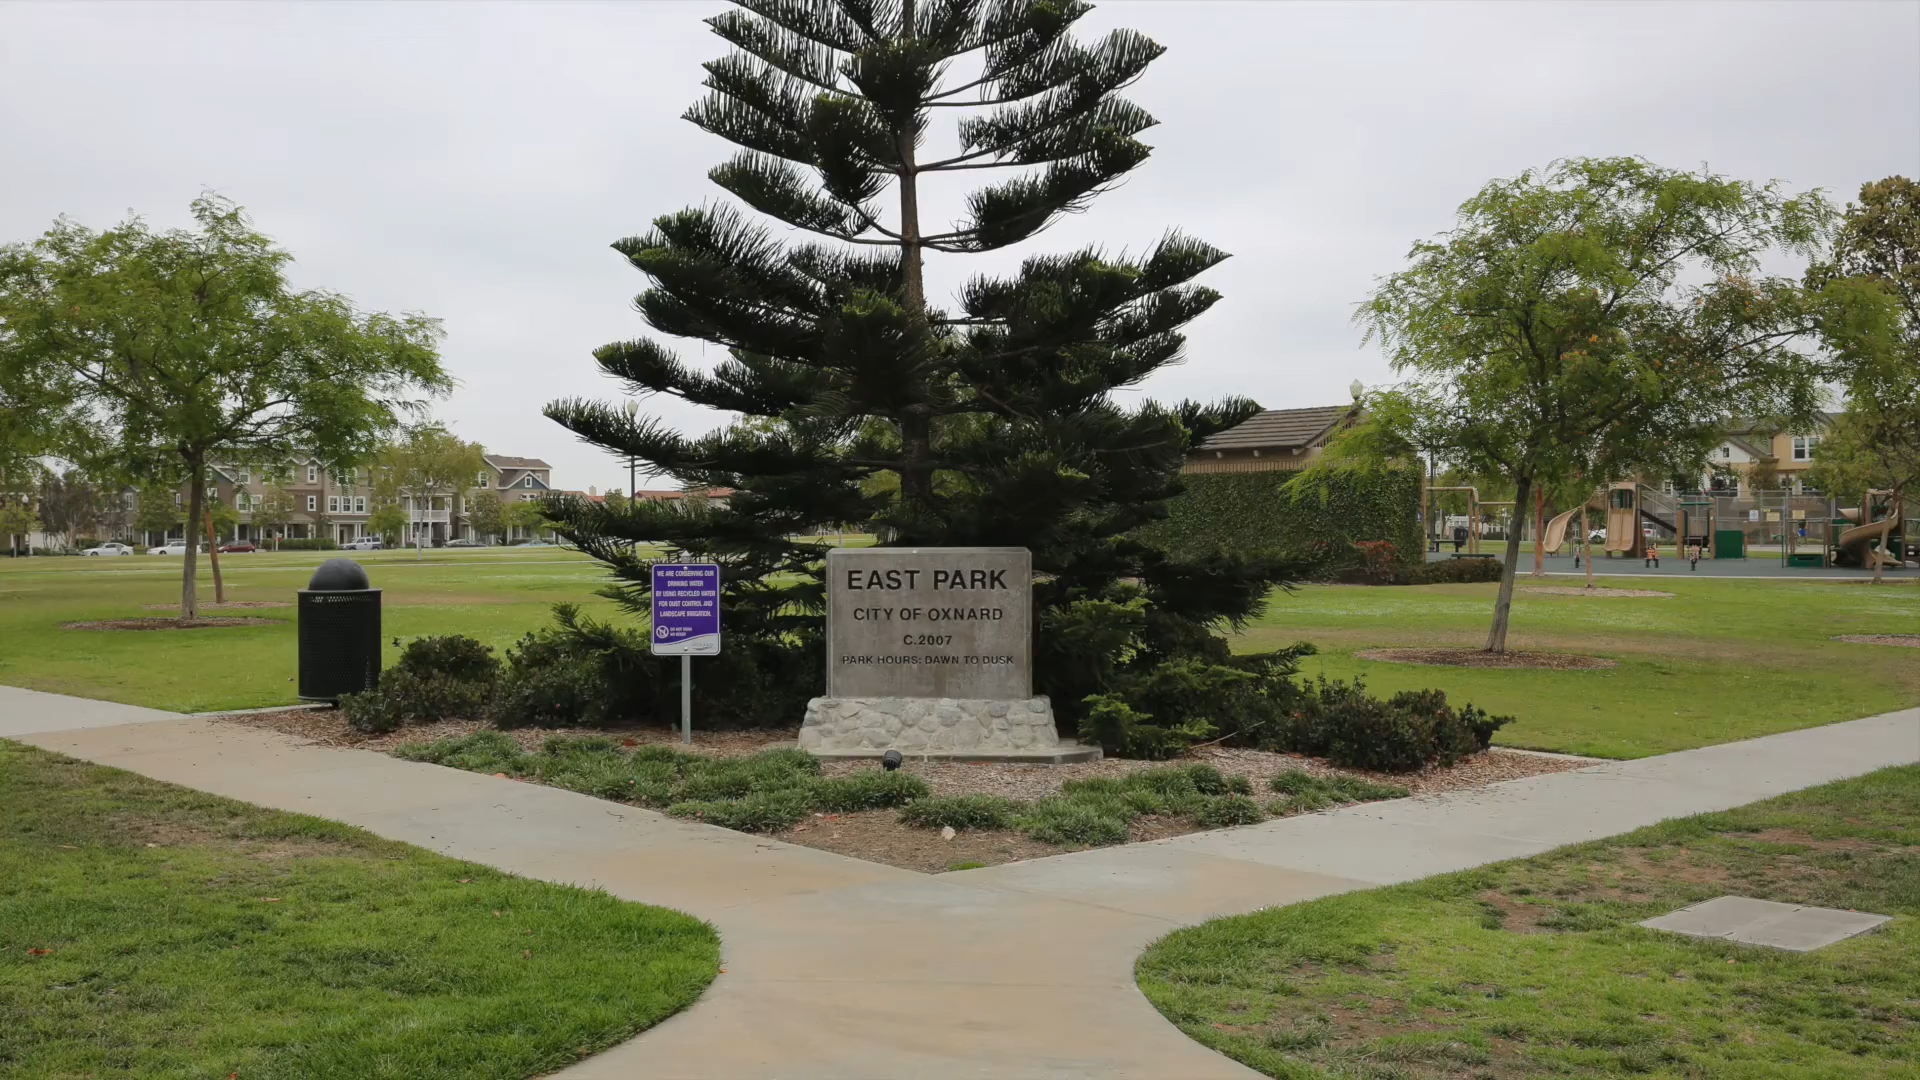 WE ARE CONSERVING OUR
DRINKING WATER
BY USING RECYCLED WATER
FOR DUST CONTROL AND
LANDSCAPE IRRIGATION.
EAST PARK
CITY OF OXNARD
C.2007
PARK HOURS: DAWN TO DUSK